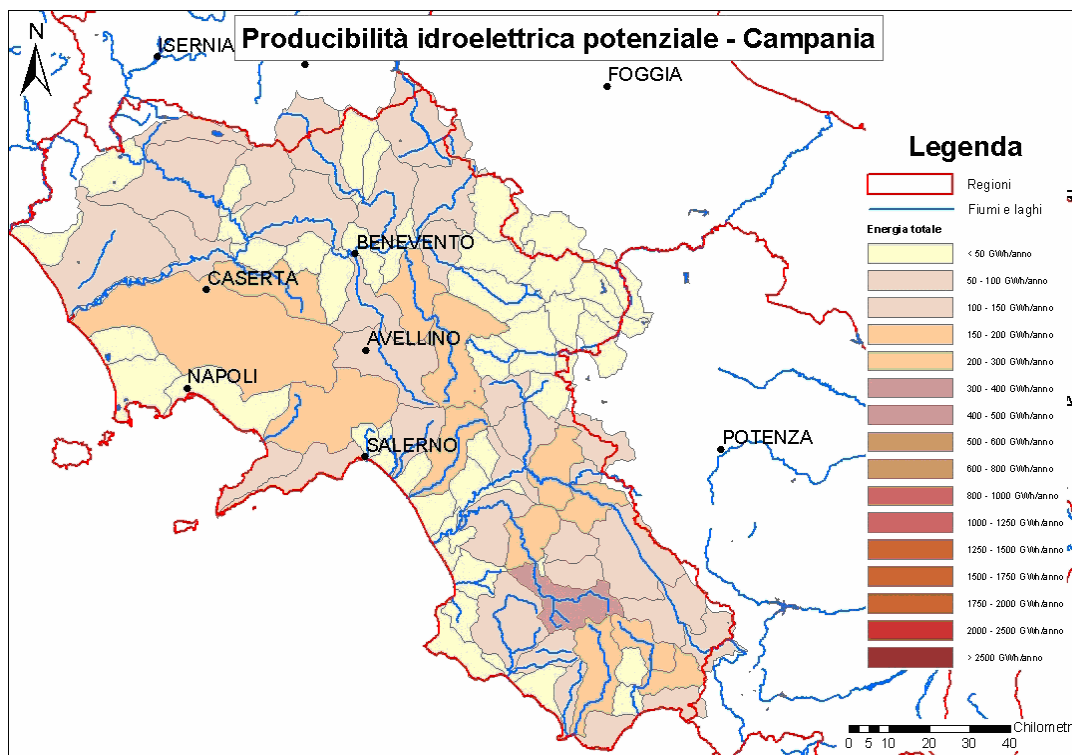 Producibilità idroelettrica potenziale - Campania
N
ISERNIA
FOGGIA
BENEVENTO
CASERTA
AVELLINO
NAPOLI
SALERNO
POTENZA
Legenda
Regioni
Fiumi e laghi
Energia totale
< 50 GWh/anno
50 - 100 GWh/anno
100 - 150 GWh/anno
150 - 200 GWh/anno
200 - 300 GWh/anno
300 - 400 GWh/anno
400 - 500 GWh/anno
500 - 600 GWh/anno
600 - 800 GWh/anno
800 - 1000 GWh/anno
1000 - 1250 GWh/anno
1250 - 1500 GWh/anno
1500 - 1750 GWh/anno
1750 - 2000 GWh/anno
2000 - 2500 GWh/anno
> 2500 GWh/anno
Chilometri
0 5 10 20 30 40